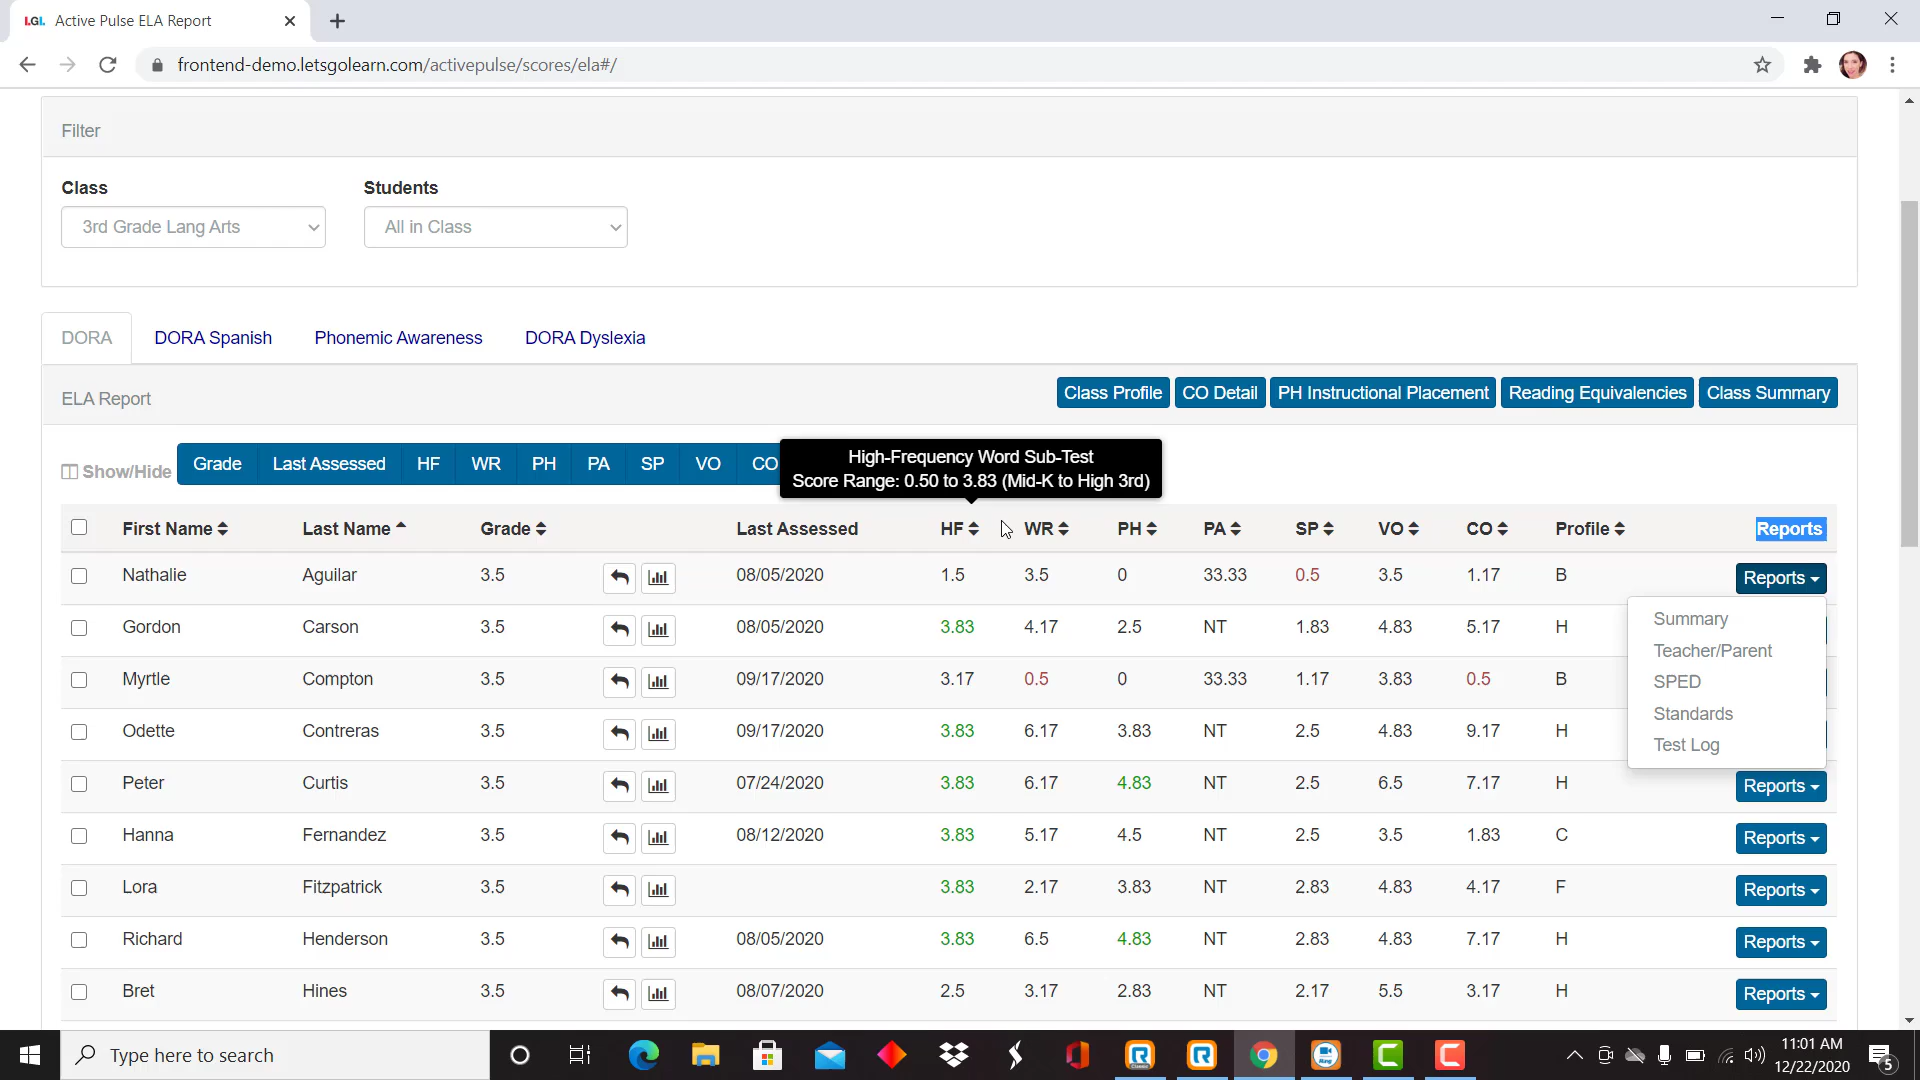 LGL Active Pulse ELA Report
frontend-demo.letsgolearn.com/activepulse/scores/ela#/
Filter
Class Students
3rd Grade Lang Arts All in Class
DORA DORA Spanish Phonemic Awareness DORA Dyslexia
ELA Report Class Profile CO Detail PH Instructional Placement Reading Equivalencies Class Summary
Show/Hide Grade Last Assessed HF WR PH PA SP VO CO
High-Frequency Word Sub-Test
Score Range: 0.50 to 3.83 (Mid-K to High 3rd)
First Name Last Name Grade Last Assessed HF WR PH PA SP VO CO Profile Reports
Nathalie Aguilar 3.5 08/05/2020 1.5 3.5 0 33.33 0.5 3.5 1.17 B Reports
Gordon Carson 3.5 08/05/2020 3.83 4.17 2.5 NT 1.83 4.83 5.17 H
Myrtle Compton 3.5 09/17/2020 3.17 0.5 0 33.33 1.17 3.83 0.5 B
Odette Contreras 3.5 09/17/2020 3.83 6.17 3.83 NT 2.5 4.83 9.17 H
Summary
Teacher/Parent
SPED
Standards
Test Log
Peter Curtis 3.5 07/24/2020 3.83 6.17 4.83 NT 2.5 6.5 7.17 H Reports
Hanna Fernandez 3.5 08/12/2020 3.83 5.17 4.5 NT 2.5 3.5 1.83 C Reports
Lora Fitzpatrick 3.5 3.83 2.17 3.83 NT 2.83 4.83 4.17 F Reports
Richard Henderson 3.5 08/05/2020 3.83 6.5 4.83 NT 2.83 4.83 7.17 H Reports
Bret Hines 3.5 08/07/2020 2.5 3.17 2.83 NT 2.17 5.5 3.17 H Reports
Type here to search
11:01 AM
12/22/2020
5